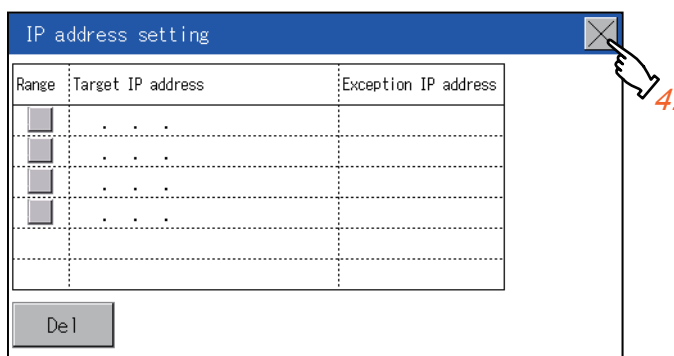 IP address setting
Range Target IP address Exception IP address
. . .
. . .
. . .
. . .
Del
4.